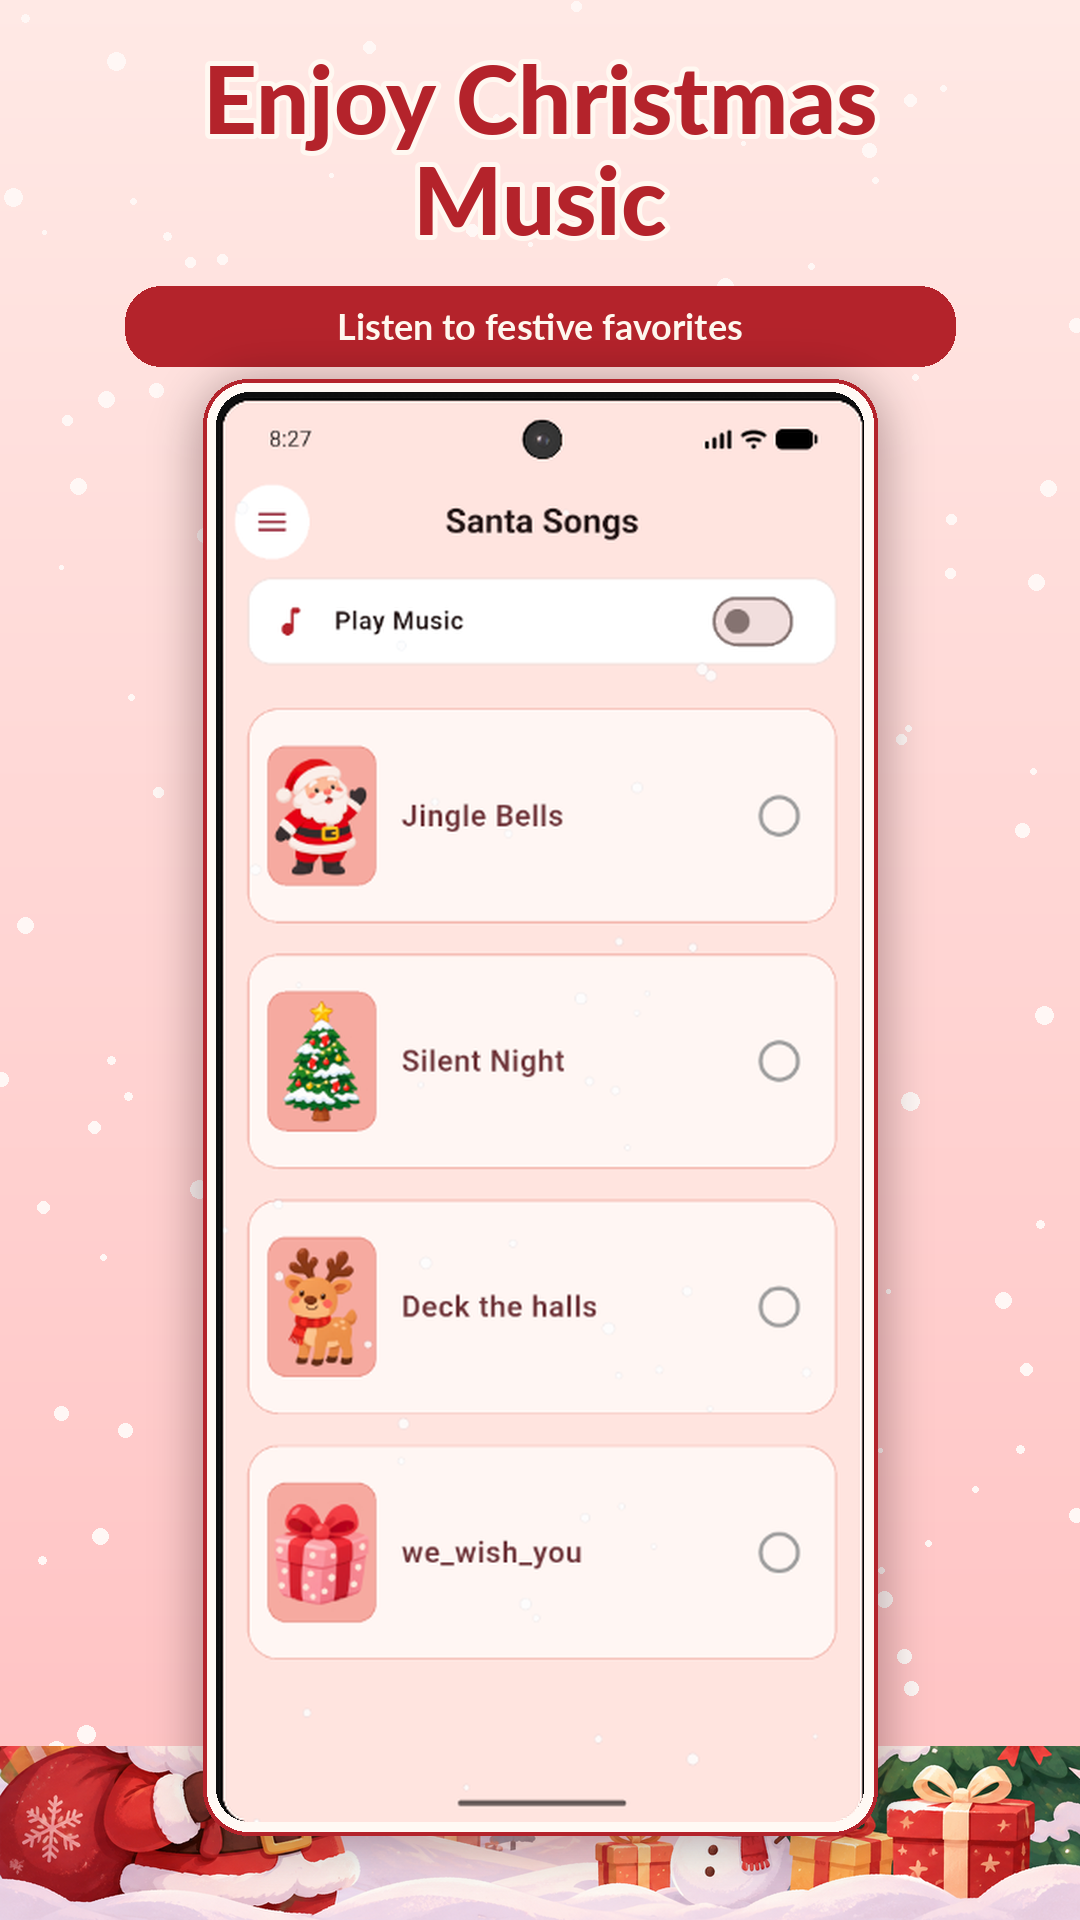 Enjoy Christmas
Music
Listen to festive favorites
8:27
Santa Songs
Play Music
Jingle Bells
Silent Night
Deck the halls
we_wish_you